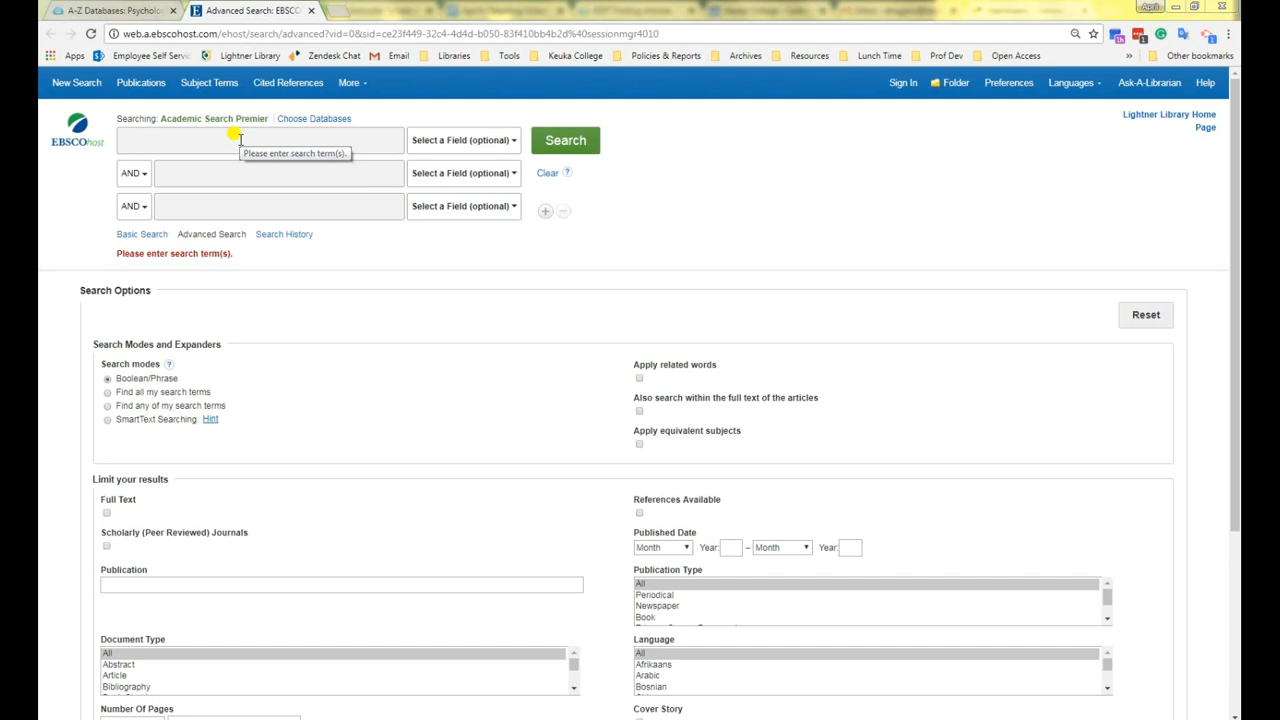 A-Z Databases: Psycholo
Advanced Search: EBSCO
April
web.a.ebscohost.com/ehost/search/advanced?vid=0&sid=ce23f449-32c4-4d4d-b050-83f410bb4b2d%40sessionmgr4010
Apps Employee Self Servi Lightner Library Zendesk Chat Email Libraries Tools Keuka College Policies & Reports Archives Resources Lunch Time Prof Dev Open Access » Other bookmarks
New Search Publications Subject Terms Cited References More Sign In Folder Preferences Languages Ask-A-Librarian Help
Searching: Academic Search Premier Choose Databases
Lightner Library Home Page
EBSCOhost
Select a Field (optional) Search
Please enter search term(s).
AND Select a Field (optional) Clear ?
AND Select a Field (optional)
Basic Search Advanced Search Search History
Please enter search term(s).
Search Options
Reset
Search Modes and Expanders
Search modes ?
Boolean/Phrase
Find all my search terms
Find any of my search terms
SmartText Searching Hint
Apply related words
Also search within the full text of the articles
Apply equivalent subjects
Limit your results
Full Text
References Available
Scholarly (Peer Reviewed) Journals
Published Date
Month Year: – Month Year:
Publication
Publication Type
All
Periodical
Newspaper
Book
Document Type
All
Abstract
Article
Bibliography
Language
All
Afrikaans
Arabic
Bosnian
Number Of Pages
Cover Story